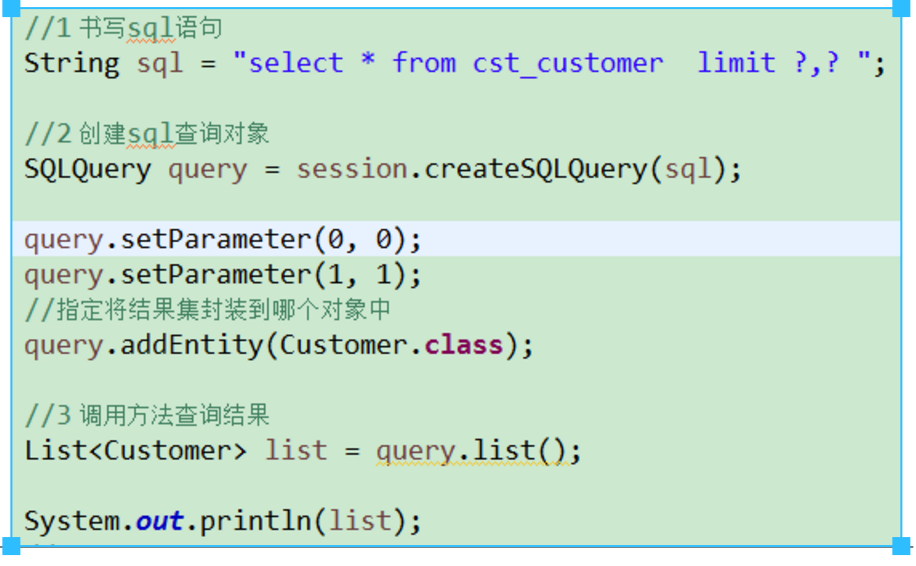 //1 书写sql语句
String sql = "select * from cst_customer  limit ?,? ";
//2 创建sql查询对象
SQLQuery query = session.createSQLQuery(sql);
query.setParameter(0, 0);
query.setParameter(1, 1);
//指定将结果集封装到哪个对象中
query.addEntity(Customer.class);
//3 调用方法查询结果
List<Customer> list = query.list();
System.out.println(list);